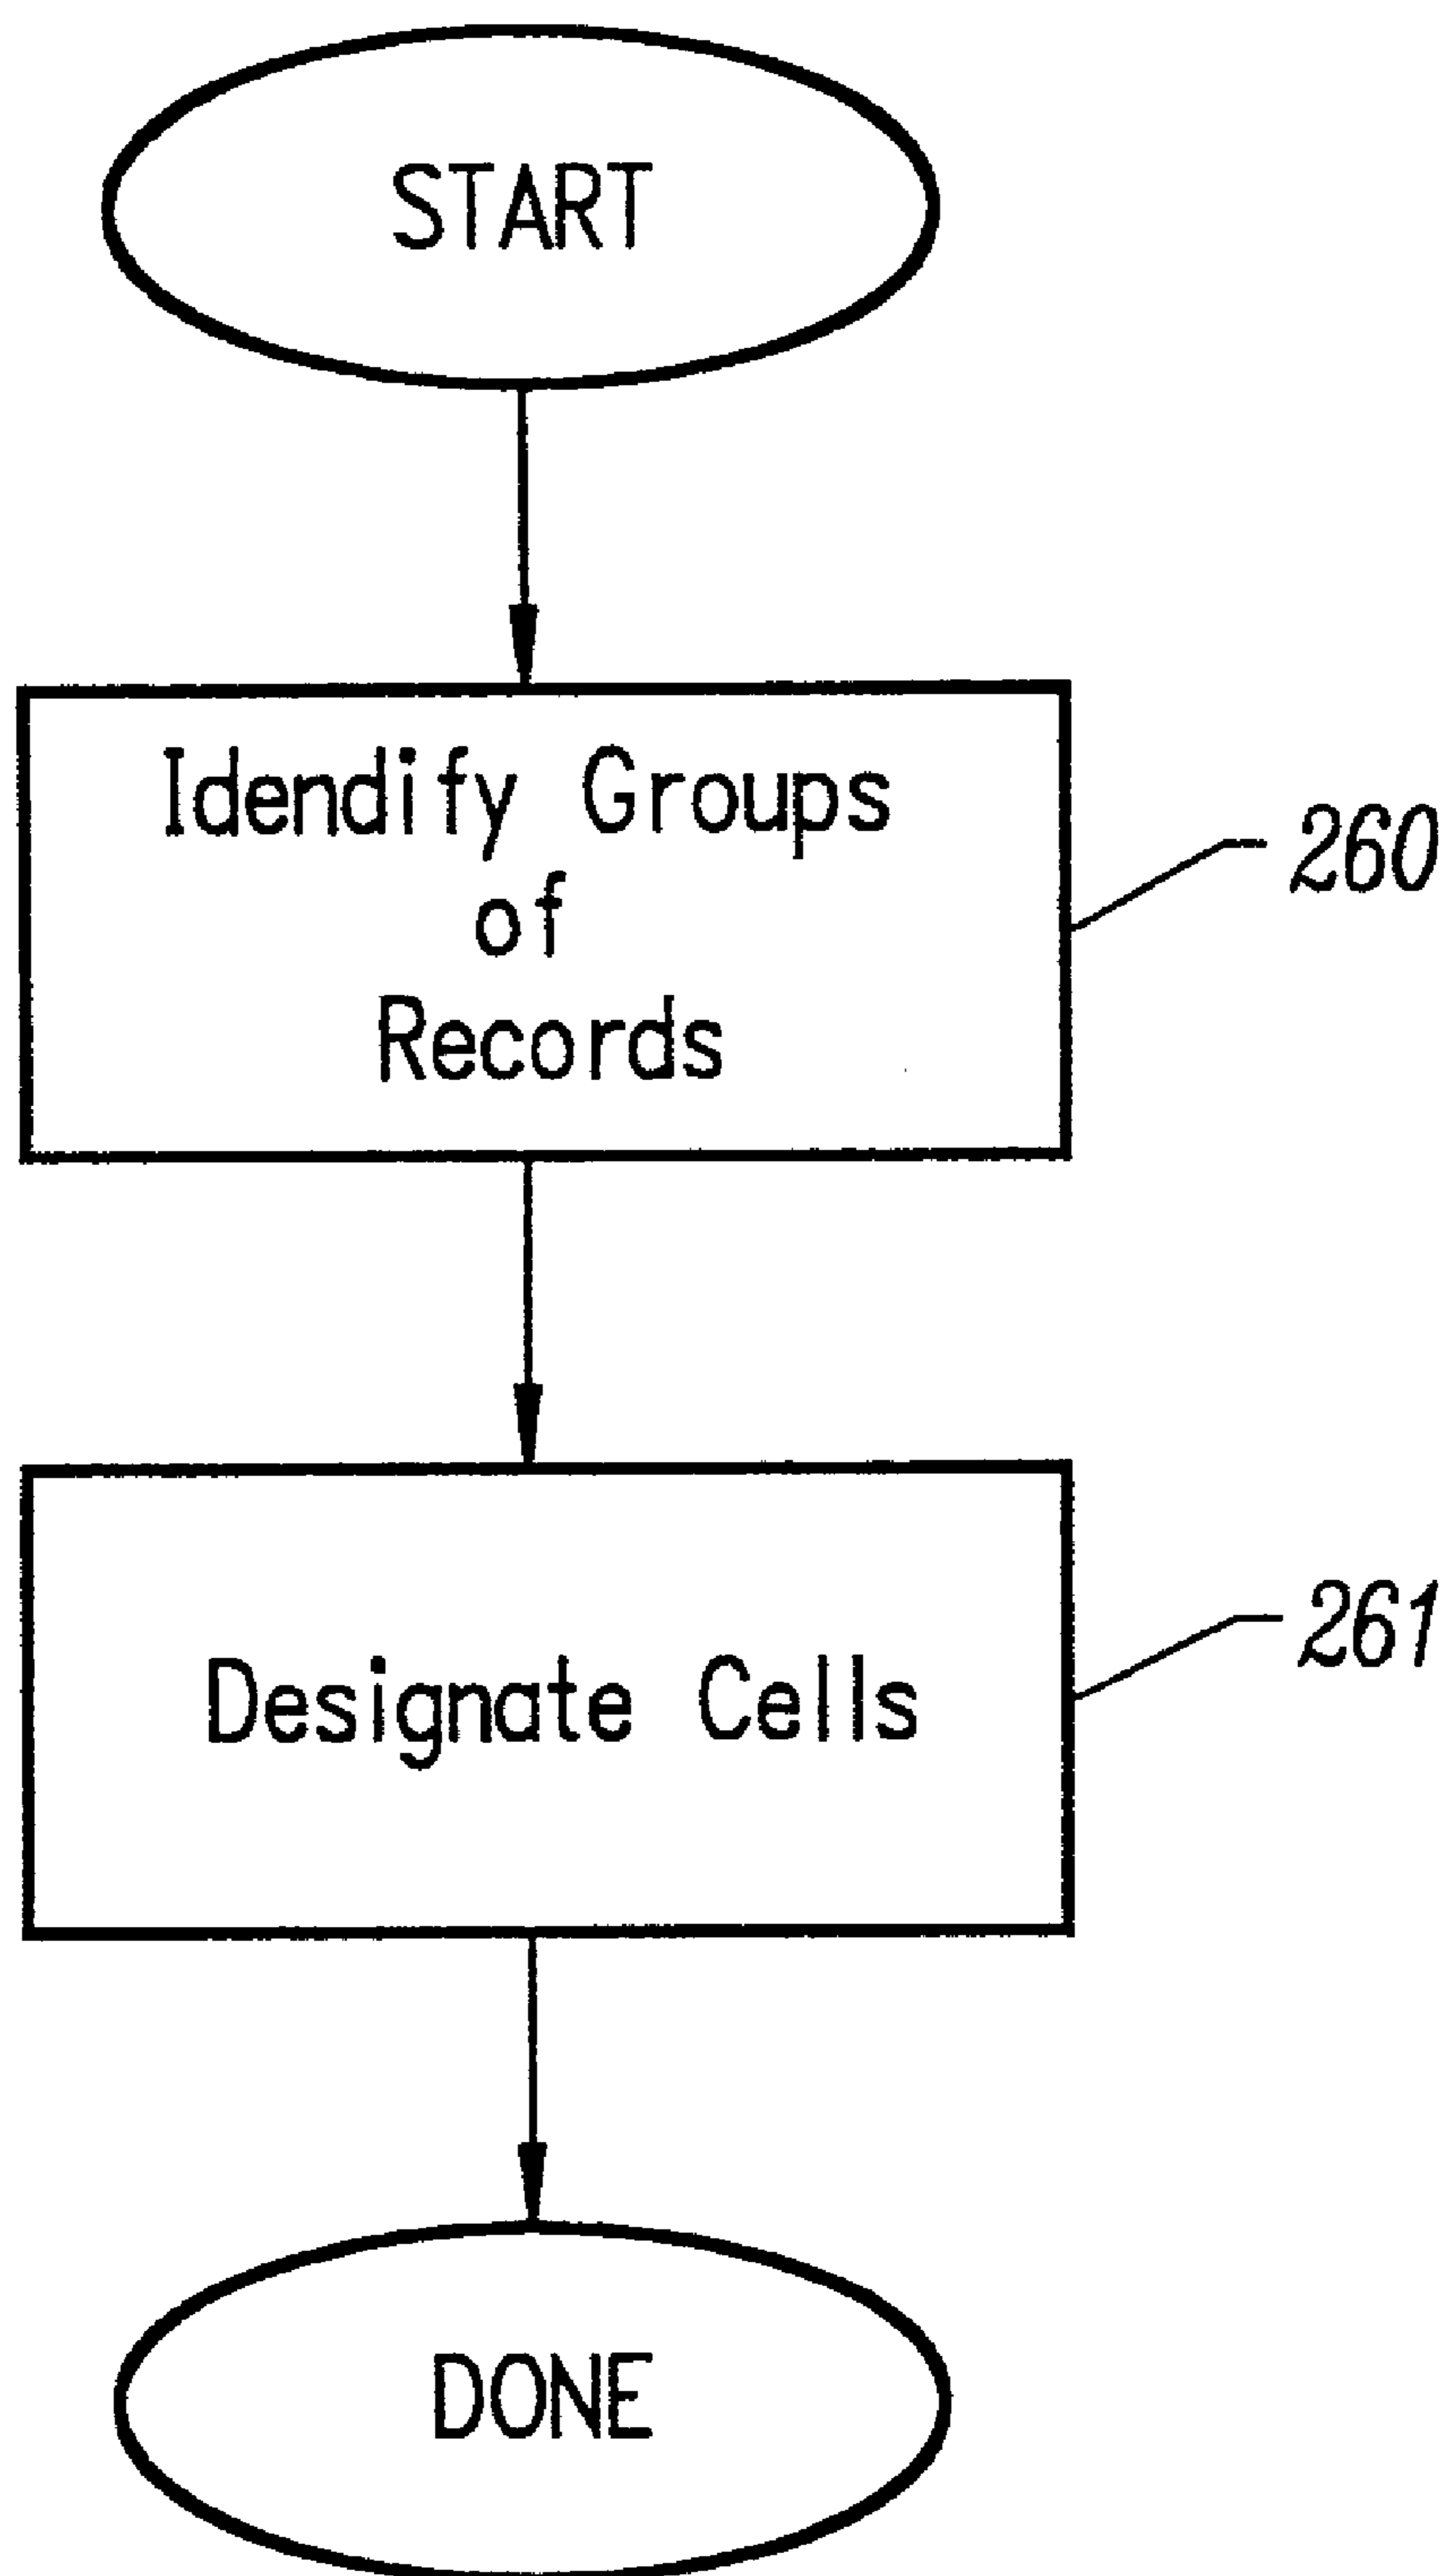 START
Idendify Groups
of
Records
260
Designate Cells
261
DONE